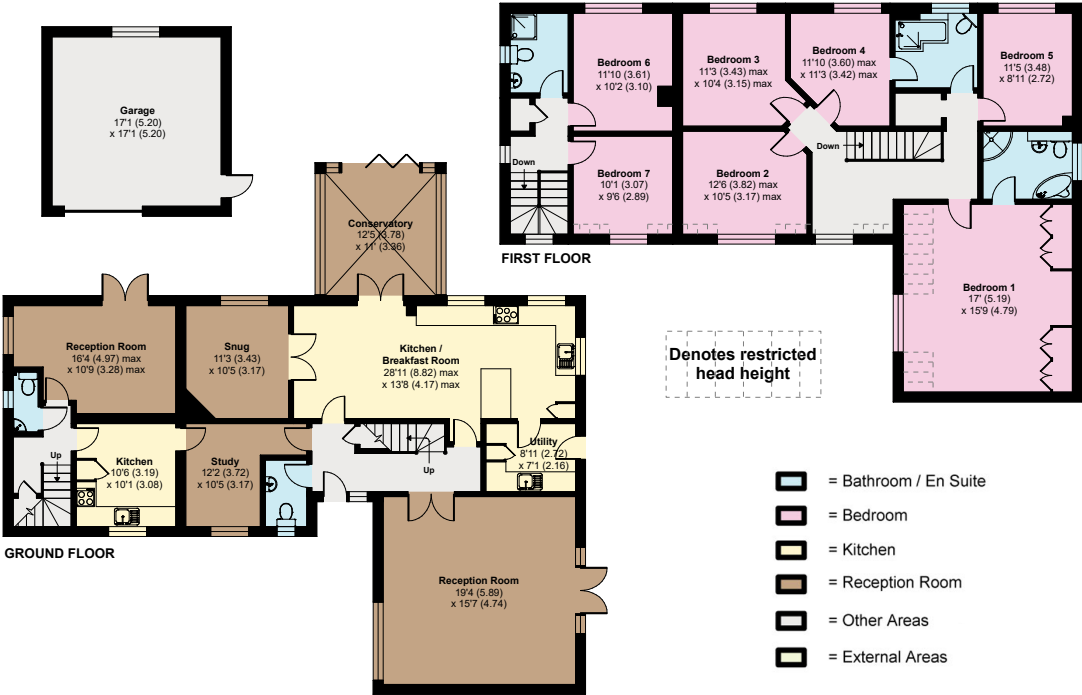 Garage
17'1 (5.20)
x 17'1 (5.20)
Bedroom 6
11'10 (3.61)
x 10'2 (3.10)
Bedroom 3
11'3 (3.43) max
x 10'4 (3.15) max
Bedroom 4
11'10 (3.60) max
x 11'3 (3.42) max
Bedroom 5
11'5 (3.48)
x 8'11 (2.72)
Down
Bedroom 7
10'1 (3.07)
x 9'6 (2.89)
Bedroom 2
12'6 (3.82) max
x 10'5 (3.17) max
Down
FIRST FLOOR
Bedroom 1
17' (5.19)
x 15'9 (4.79)
Conservatory
12'5 (3.78)
x 11' (3.36)
Reception Room
16'4 (4.97) max
x 10'9 (3.28) max
Snug
11'3 (3.43)
x 10'5 (3.17)
Kitchen /
Breakfast Room
28'11 (8.82) max
x 13'8 (4.17) max
Denotes restricted
head height
Up
Kitchen
10'6 (3.19)
x 10'1 (3.08)
Study
12'2 (3.72)
x 10'5 (3.17)
Up
Utility
8'11 (2.72)
x 7'1 (2.16)
GROUND FLOOR
Reception Room
19'4 (5.89)
x 15'7 (4.74)
= Bathroom / En Suite
= Bedroom
= Kitchen
= Reception Room
= Other Areas
= External Areas